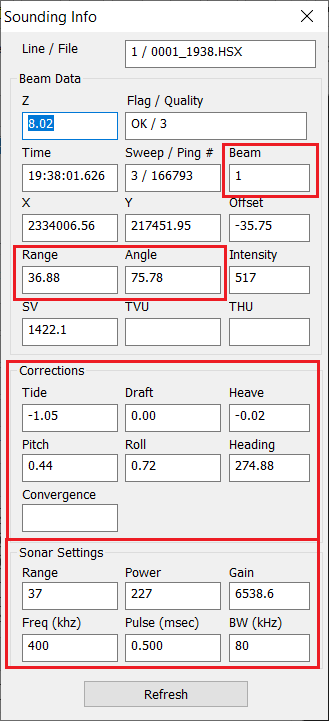 Sounding Info
Line / File
1 / 0001_1938.HSX
Beam Data
Z Flag / Quality
8.02 OK / 3
Time Sweep / Ping # Beam
19:38:01.626 3 / 166793 1
X Y Offset
2334006.56 217451.95 -35.75
Range Angle Intensity
36.88 75.78 517
SV TVU THU
1422.1
Corrections
Tide Draft Heave
-1.05 0.00 -0.02
Pitch Roll Heading
0.44 0.72 274.88
Convergence
Sonar Settings
Range Power Gain
37 227 6538.6
Freq (khz) Pulse (msec) BW (kHz)
400 0.500 80
Refresh